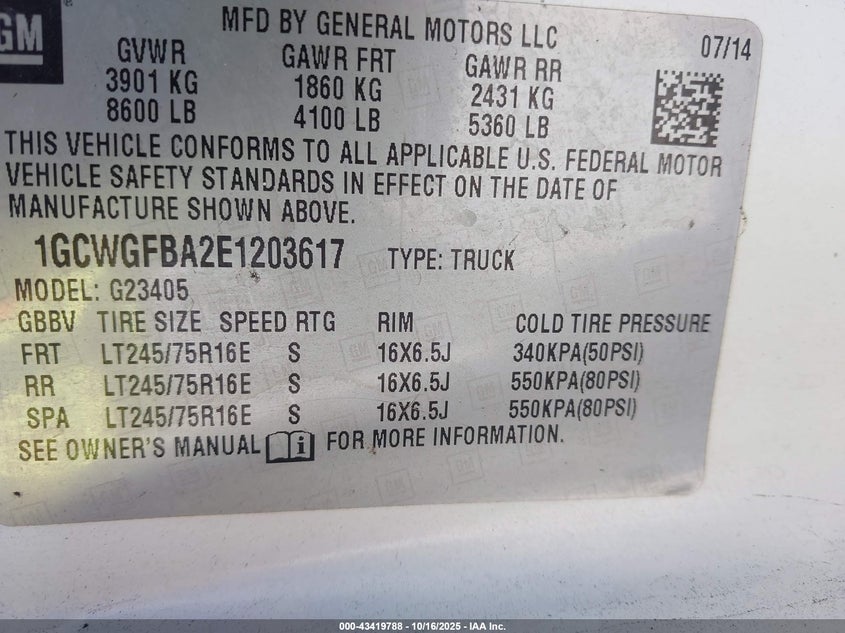 GM
®
MFD BY GENERAL MOTORS LLC
07/14
GVWR GAWR FRT GAWR RR
3901 KG 1860 KG 2431 KG
8600 LB 4100 LB 5360 LB
THIS VEHICLE CONFORMS TO ALL APPLICABLE U.S. FEDERAL MOTOR
VEHICLE SAFETY STANDARDS IN EFFECT ON THE DATE OF
MANUFACTURE SHOWN ABOVE.
1GCWGFBA2E1203617 TYPE: TRUCK
MODEL: G23405
GBBV TIRE SIZE SPEED RTG RIM COLD TIRE PRESSURE
FRT LT245/75R16E S 16X6.5J 340KPA(50PSI)
RR LT245/75R16E S 16X6.5J 550KPA(80PSI)
SPA LT245/75R16E S 16X6.5J 550KPA(80PSI)
SEE OWNER'S MANUAL i FOR MORE INFORMATION.
000-43419788 - 10/16/2025 - IAA Inc.